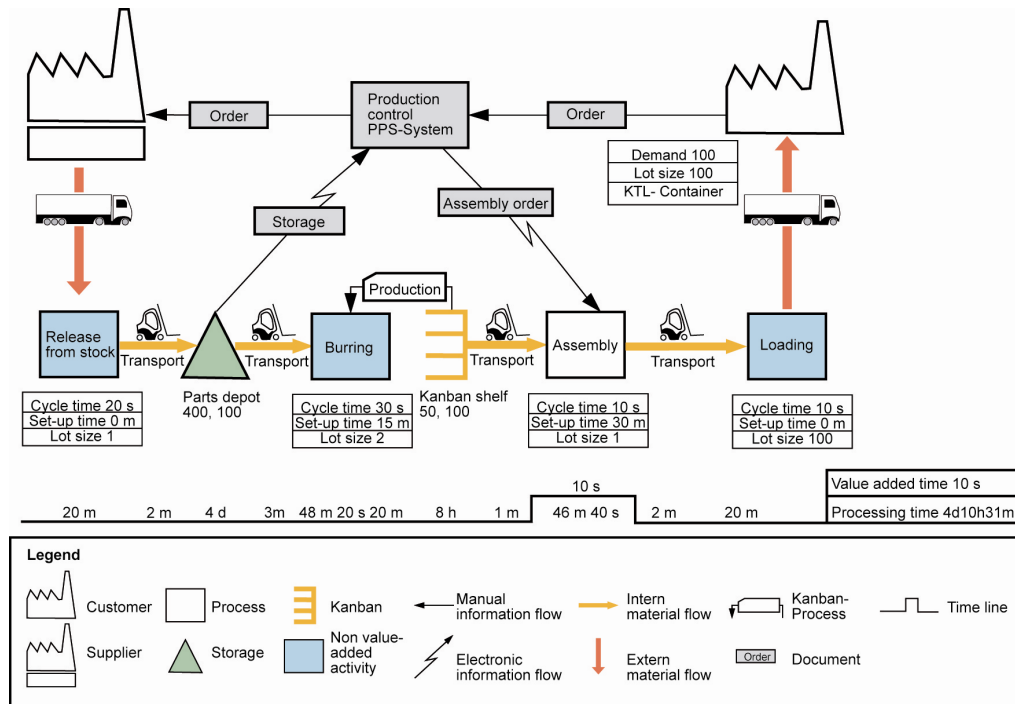 Order
Production
control
PPS-System
Order
Demand 100
Lot size 100
KTL- Container
Storage
Assembly order
Production
Release
from stock
Transport
Transport
Burring
Transport
Assembly
Transport
Loading
Parts depot
400, 100
Kanban shelf
50, 100
Cycle time 20 s
Set-up time 0 m
Lot size 1
Cycle time 30 s
Set-up time 15 m
Lot size 2
Cycle time 10 s
Set-up time 30 m
Lot size 1
Cycle time 10 s
Set-up time 0 m
Lot size 100
10 s
Value added time 10 s
20 m 2 m 4 d 3m 48 m 20 s 20 m 8 h 1 m 46 m 40 s 2 m 20 m
Processing time 4d10h31m
Legend
Customer
Process
Kanban
Manual
information flow
Intern
material flow
Kanban-
Process
Time line
Supplier
Storage
Non value-
added
activity
Electronic
information flow
Extern
material flow
Order
Document